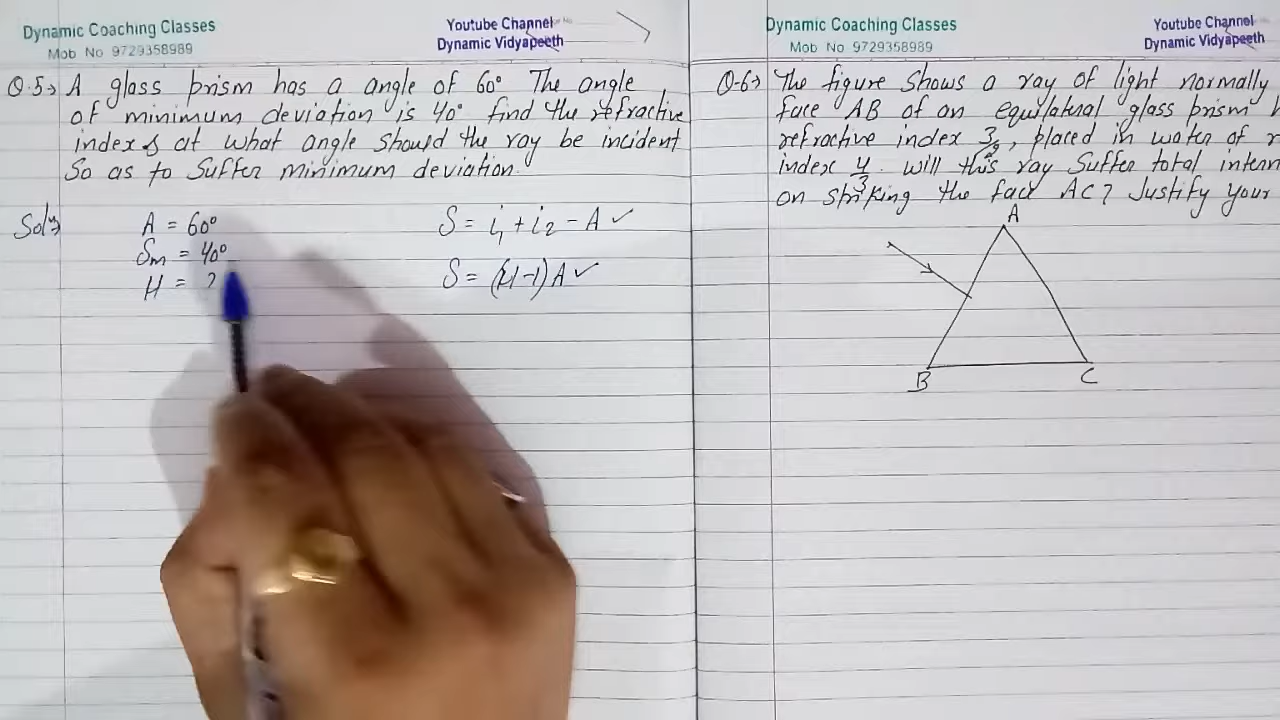 Dynamic Coaching Classes
Mob No 9729358989
Youtube Channel
Dynamic Vidyapeeth
Q.5) A glass prism has a angle of 60° The angle
of minimum deviation is 40° find the refractive
index & at what angle should the ray be incident
So as to Suffer minimum deviation.
Soln
A = 60°
δm = 40°
μ = ?
δ = i1 + i2 - A ✓
δ = (μ-1)A ✓
Dynamic Coaching Classes
Mob No 9729358989
Youtube Channel
Dynamic Vidyapeeth
Q.6) The figure shows a ray of light normally
face AB of an equilateral glass prism
refractive index 3/2, placed in water of
index 4/3 will this ray Suffer total intern
on striking the face AC? Justify your
A
B
C